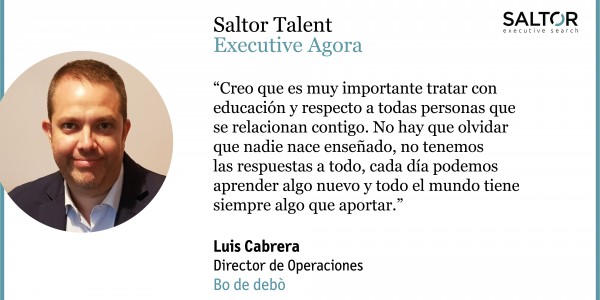 Saltor Talent
Executive Agora
SALTOR
executive search
“Creo que es muy importante tratar con
educación y respecto a todas personas que
se relacionan contigo. No hay que olvidar
que nadie nace enseñado, no tenemos
las respuestas a todo, cada día podemos
aprender algo nuevo y todo el mundo tiene
siempre algo que aportar.”
Luis Cabrera
Director de Operaciones
Bo de debò